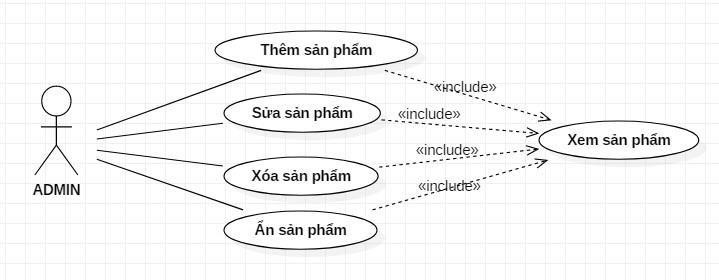 Thêm sản phẩm
«include»
Sửa sản phẩm
«include»
Xem sản phẩm
«include»
Xóa sản phẩm
«include»
ADMIN
Ẩn sản phẩm